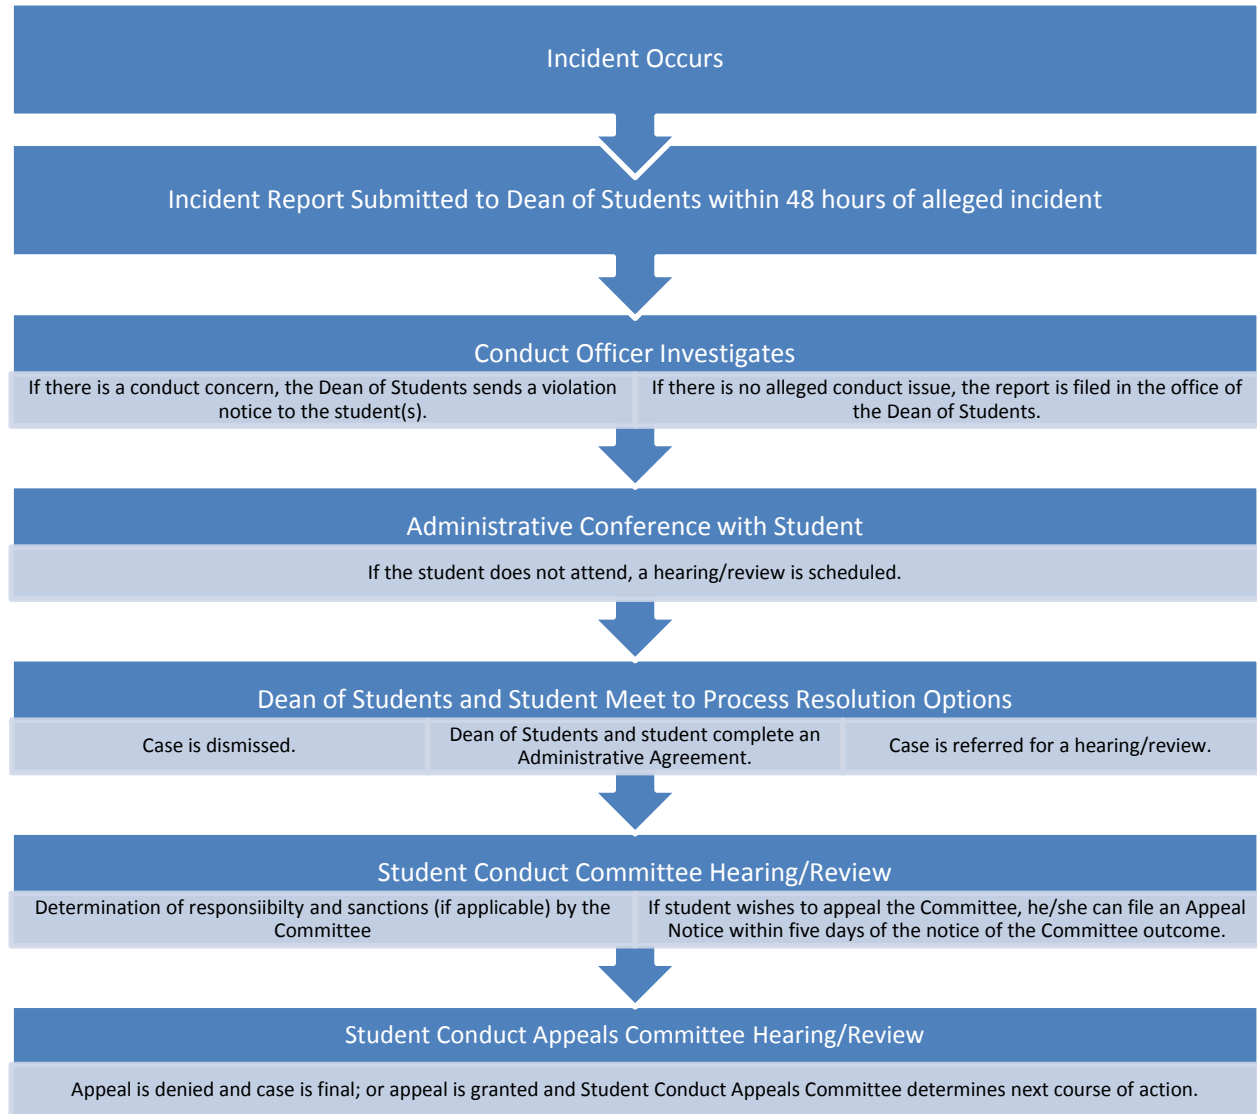 Incident Occurs
Incident Report Submitted to Dean of Students within 48 hours of alleged incident
Conduct Officer Investigates
If there is a conduct concern, the Dean of Students sends a violation
notice to the student(s).
If there is no alleged conduct issue, the report is filed in the office of
the Dean of Students.
Administrative Conference with Student
If the student does not attend, a hearing/review is scheduled.
Dean of Students and Student Meet to Process Resolution Options
Case is dismissed.
Dean of Students and student complete an
Administrative Agreement.
Case is referred for a hearing/review.
Student Conduct Committee Hearing/Review
Determination of responsiibilty and sanctions (if applicable) by the
Committee
If student wishes to appeal the Committee, he/she can file an Appeal
Notice within five days of the notice of the Committee outcome.
Student Conduct Appeals Committee Hearing/Review
Appeal is denied and case is final; or appeal is granted and Student Conduct Appeals Committee determines next course of action.